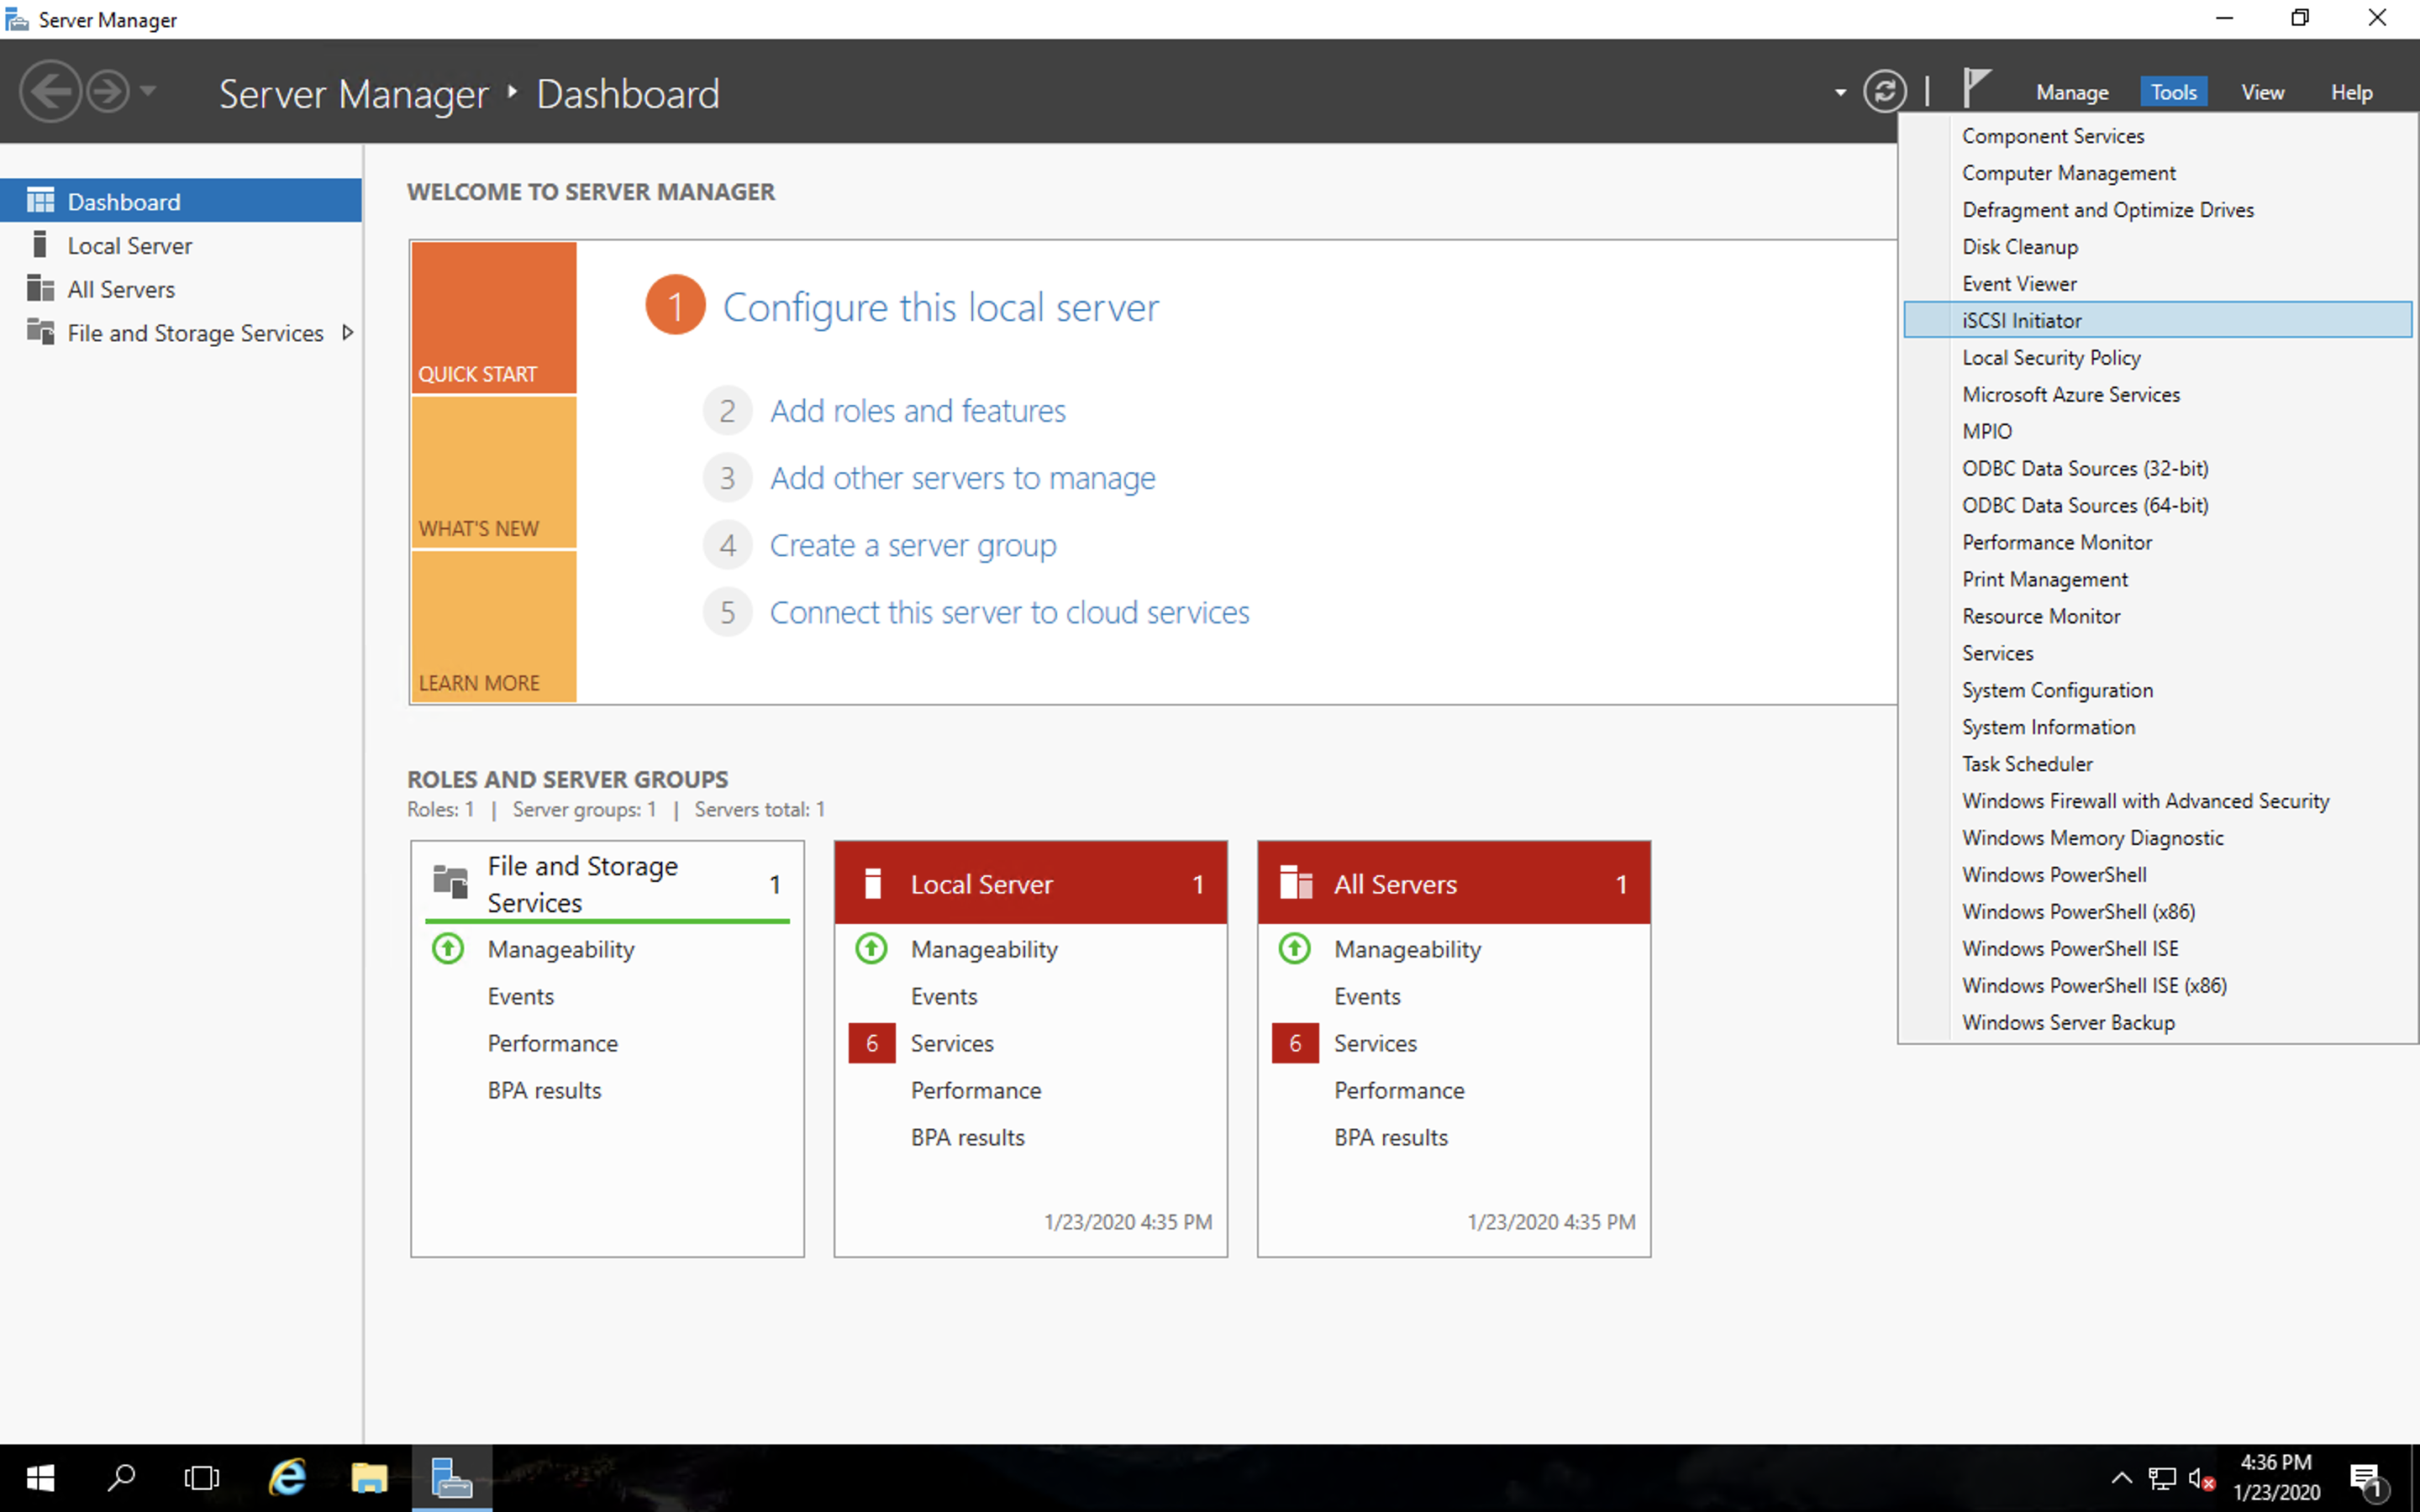 Server Manager
Server Manager ‣ Dashboard
Manage Tools View Help
Dashboard
Local Server
All Servers
File and Storage Services
WELCOME TO SERVER MANAGER
QUICK START
WHAT'S NEW
LEARN MORE
1 Configure this local server
2 Add roles and features
3 Add other servers to manage
4 Create a server group
5 Connect this server to cloud services
ROLES AND SERVER GROUPS
Roles: 1 | Server groups: 1 | Servers total: 1
File and Storage
Services 1
Manageability
Events
Performance
BPA results
Local Server 1
Manageability
Events
6 Services
Performance
BPA results
1/23/2020 4:35 PM
All Servers 1
Manageability
Events
6 Services
Performance
BPA results
1/23/2020 4:35 PM
Component Services
Computer Management
Defragment and Optimize Drives
Disk Cleanup
Event Viewer
iSCSI Initiator
Local Security Policy
Microsoft Azure Services
MPIO
ODBC Data Sources (32-bit)
ODBC Data Sources (64-bit)
Performance Monitor
Print Management
Resource Monitor
Services
System Configuration
System Information
Task Scheduler
Windows Firewall with Advanced Security
Windows Memory Diagnostic
Windows PowerShell
Windows PowerShell (x86)
Windows PowerShell ISE
Windows PowerShell ISE (x86)
Windows Server Backup
4:36 PM
1/23/2020
1